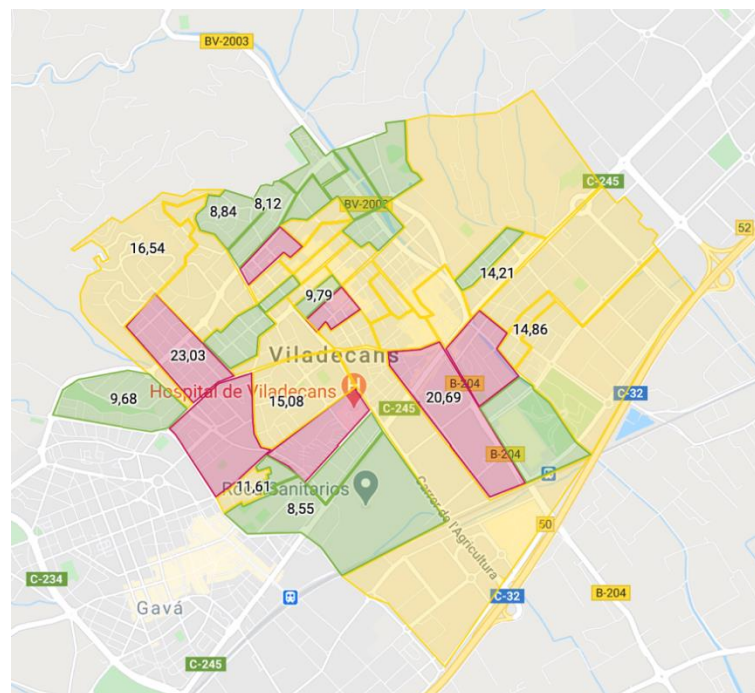 BV-2003
C-245
52
8,84
8,12
BV-2003
16,54
14,21
9,79
14,86
23,03
Viladecans
B-204
C-32
Hospital de Viladecans
H
9,68
15,08
C-245
20,69
B-204
11,61
Roca Sanitarios
8,55
Carrer de l'Agricultura
50
C-234
Gavá
C-32
B-204
C-245